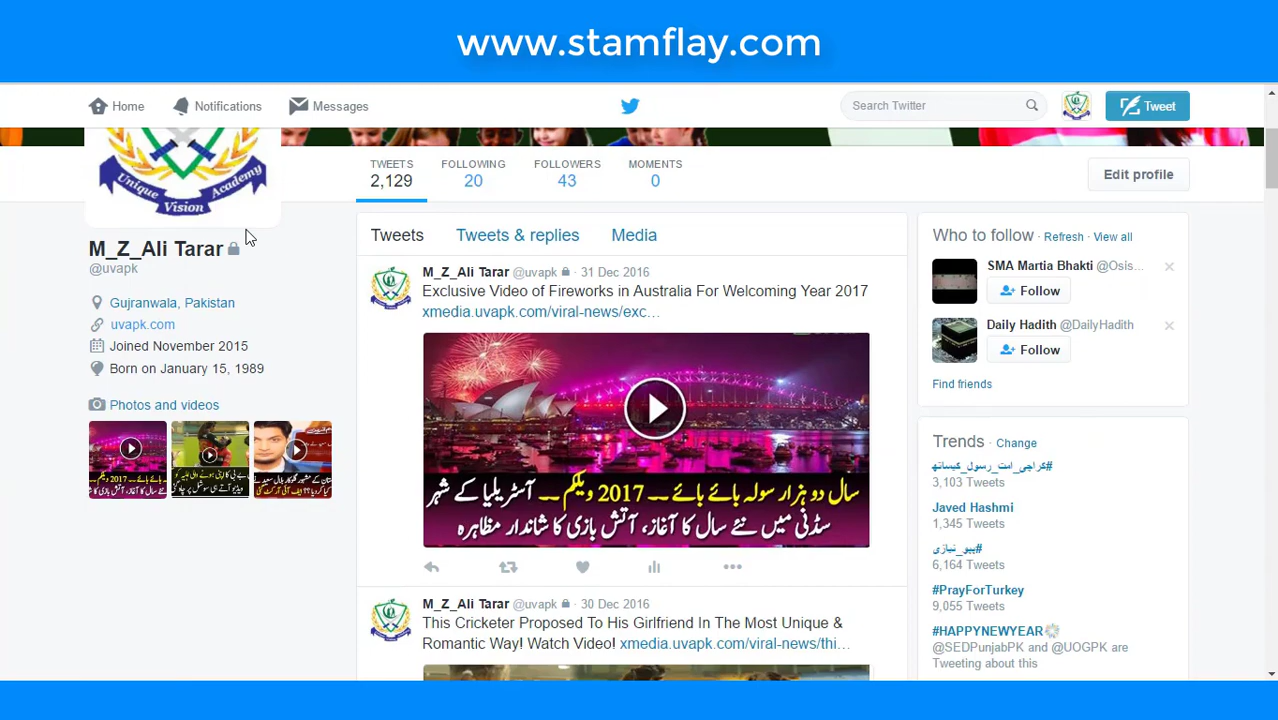 www.stamflay.com
Home Notifications Messages Search Twitter Tweet
Unique Vision Academy
TWEETS FOLLOWING FOLLOWERS MOMENTS
2,129 20 43 0
Edit profile
M_Z_Ali Tarar
@uvapk
Gujranwala, Pakistan
uvapk.com
Joined November 2015
Born on January 15, 1989
Photos and videos
Tweets Tweets & replies Media
M_Z_Ali Tarar @uvapk · 31 Dec 2016
Exclusive Video of Fireworks in Australia For Welcoming Year 2017
xmedia.uvapk.com/viral-news/exc…
سال دو ہزار سولہ بائے بائے ۔۔ 2017 ویلکم ۔۔ آسٹریلیا کے شہر
سڈنی میں نئے سال کا آغاز، آتش بازی کا شاندار مظاہرہ
M_Z_Ali Tarar @uvapk · 30 Dec 2016
This Cricketer Proposed To His Girlfriend In The Most Unique &
Romantic Way! Watch Video! xmedia.uvapk.com/viral-news/thi…
Who to follow · Refresh · View all
SMA Martia Bhakti @Osis...
Follow
Daily Hadith @DailyHadith
Follow
Find friends
Trends · Change
#کراچی_امت_رسول_کیساتھ
3,103 Tweets
Javed Hashmi
1,345 Tweets
#پپو_نیازی
6,164 Tweets
#PrayForTurkey
9,055 Tweets
#HAPPYNEWYEAR
@SEDPunjabPK and @UOGPK are
Tweeting about this